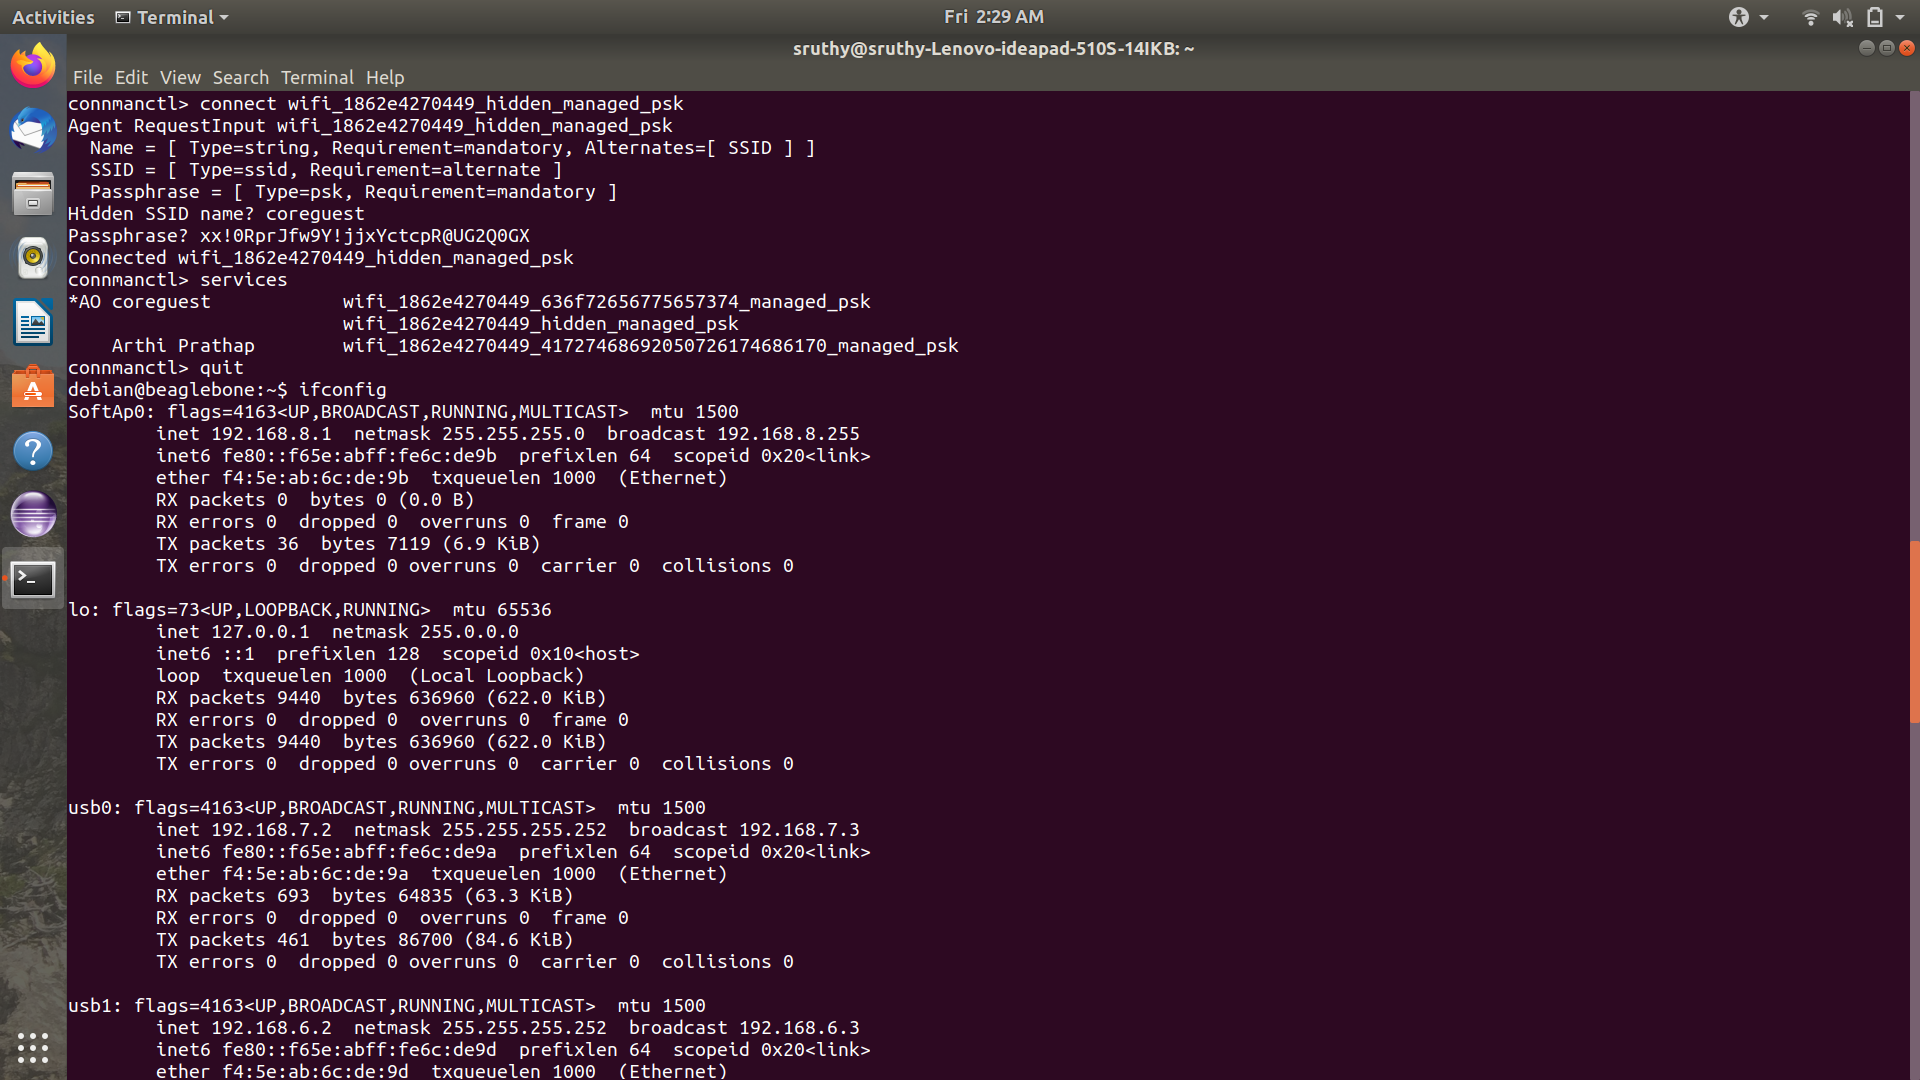 Activities Terminal Fri 2:29 AM
sruthy@sruthy-Lenovo-ideapad-510S-14IKB: ~
File Edit View Search Terminal Help
connmanctl> connect wifi_1862e4270449_hidden_managed_psk
Agent RequestInput wifi_1862e4270449_hidden_managed_psk
  Name = [ Type=string, Requirement=mandatory, Alternates=[ SSID ] ]
  SSID = [ Type=ssid, Requirement=alternate ]
  Passphrase = [ Type=psk, Requirement=mandatory ]
Hidden SSID name? coreguest
Passphrase? xx!0RprJfw9Y!jjxYctcpR@UG2Q0GX
Connected wifi_1862e4270449_hidden_managed_psk
connmanctl> services
*AO coreguest            wifi_1862e4270449_636f72656775657374_managed_psk
                         wifi_1862e4270449_hidden_managed_psk
    Arthi Prathap        wifi_1862e4270449_417274686920507261746861​70_managed_psk
connmanctl> quit
debian@beaglebone:~$ ifconfig
SoftAp0: flags=4163<UP,BROADCAST,RUNNING,MULTICAST>  mtu 1500
        inet 192.168.8.1  netmask 255.255.255.0  broadcast 192.168.8.255
        inet6 fe80::f65e:abff:fe6c:de9b  prefixlen 64  scopeid 0x20<link>
        ether f4:5e:ab:6c:de:9b  txqueuelen 1000  (Ethernet)
        RX packets 0  bytes 0 (0.0 B)
        RX errors 0  dropped 0  overruns 0  frame 0
        TX packets 36  bytes 7119 (6.9 KiB)
        TX errors 0  dropped 0 overruns 0  carrier 0  collisions 0
lo: flags=73<UP,LOOPBACK,RUNNING>  mtu 65536
        inet 127.0.0.1  netmask 255.0.0.0
        inet6 ::1  prefixlen 128  scopeid 0x10<host>
        loop  txqueuelen 1000  (Local Loopback)
        RX packets 9440  bytes 636960 (622.0 KiB)
        RX errors 0  dropped 0  overruns 0  frame 0
        TX packets 9440  bytes 636960 (622.0 KiB)
        TX errors 0  dropped 0 overruns 0  carrier 0  collisions 0
usb0: flags=4163<UP,BROADCAST,RUNNING,MULTICAST>  mtu 1500
        inet 192.168.7.2  netmask 255.255.255.252  broadcast 192.168.7.3
        inet6 fe80::f65e:abff:fe6c:de9a  prefixlen 64  scopeid 0x20<link>
        ether f4:5e:ab:6c:de:9a  txqueuelen 1000  (Ethernet)
        RX packets 693  bytes 64835 (63.3 KiB)
        RX errors 0  dropped 0  overruns 0  frame 0
        TX packets 461  bytes 86700 (84.6 KiB)
        TX errors 0  dropped 0 overruns 0  carrier 0  collisions 0
usb1: flags=4163<UP,BROADCAST,RUNNING,MULTICAST>  mtu 1500
        inet 192.168.6.2  netmask 255.255.255.252  broadcast 192.168.6.3
        inet6 fe80::f65e:abff:fe6c:de9d  prefixlen 64  scopeid 0x20<link>
        ether f4:5e:ab:6c:de:9d  txqueuelen 1000  (Ethernet)